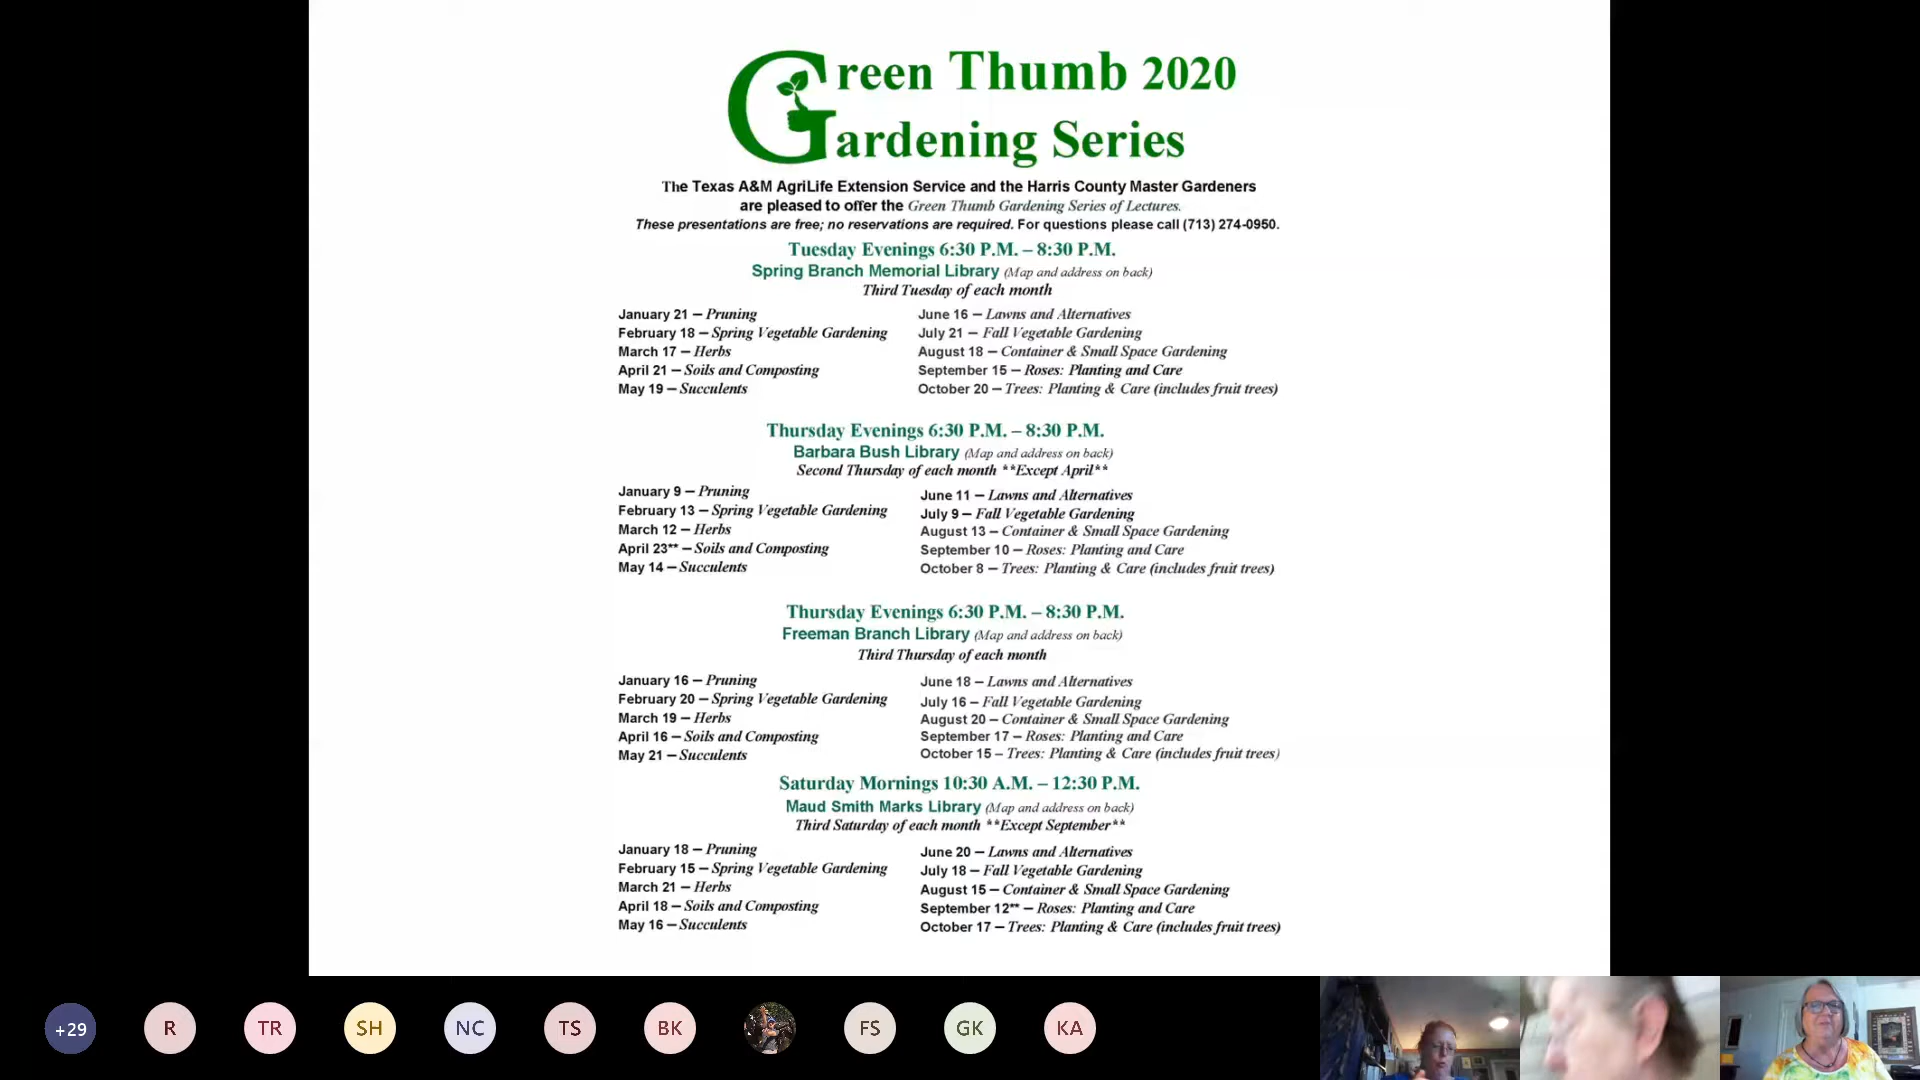 Green Thumb 2020
Gardening Series
The Texas A&M AgriLife Extension Service and the Harris County Master Gardeners
are pleased to offer the Green Thumb Gardening Series of Lectures.
These presentations are free; no reservations are required. For questions please call (713) 274-0950.
Tuesday Evenings 6:30 P.M. – 8:30 P.M.
Spring Branch Memorial Library (Map and address on back)
Third Tuesday of each month
January 21 – Pruning
February 18 – Spring Vegetable Gardening
March 17 – Herbs
April 21 – Soils and Composting
May 19 – Succulents
June 16 – Lawns and Alternatives
July 21 – Fall Vegetable Gardening
August 18 – Container & Small Space Gardening
September 15 – Roses: Planting and Care
October 20 – Trees: Planting & Care (includes fruit trees)
Thursday Evenings 6:30 P.M. – 8:30 P.M.
Barbara Bush Library (Map and address on back)
Second Thursday of each month **Except April**
January 9 – Pruning
February 13 – Spring Vegetable Gardening
March 12 – Herbs
April 23** – Soils and Composting
May 14 – Succulents
June 11 – Lawns and Alternatives
July 9 – Fall Vegetable Gardening
August 13 – Container & Small Space Gardening
September 10 – Roses: Planting and Care
October 8 – Trees: Planting & Care (includes fruit trees)
Thursday Evenings 6:30 P.M. – 8:30 P.M.
Freeman Branch Library (Map and address on back)
Third Thursday of each month
January 16 – Pruning
February 20 – Spring Vegetable Gardening
March 19 – Herbs
April 16 – Soils and Composting
May 21 – Succulents
June 18 – Lawns and Alternatives
July 16 – Fall Vegetable Gardening
August 20 – Container & Small Space Gardening
September 17 – Roses: Planting and Care
October 15 – Trees: Planting & Care (includes fruit trees)
Saturday Mornings 10:30 A.M. – 12:30 P.M.
Maud Smith Marks Library (Map and address on back)
Third Saturday of each month **Except September**
January 18 – Pruning
February 15 – Spring Vegetable Gardening
March 21 – Herbs
April 18 – Soils and Composting
May 16 – Succulents
June 20 – Lawns and Alternatives
July 18 – Fall Vegetable Gardening
August 15 – Container & Small Space Gardening
September 12** – Roses: Planting and Care
October 17 – Trees: Planting & Care (includes fruit trees)
+29 R TR SH NC TS BK FS GK KA